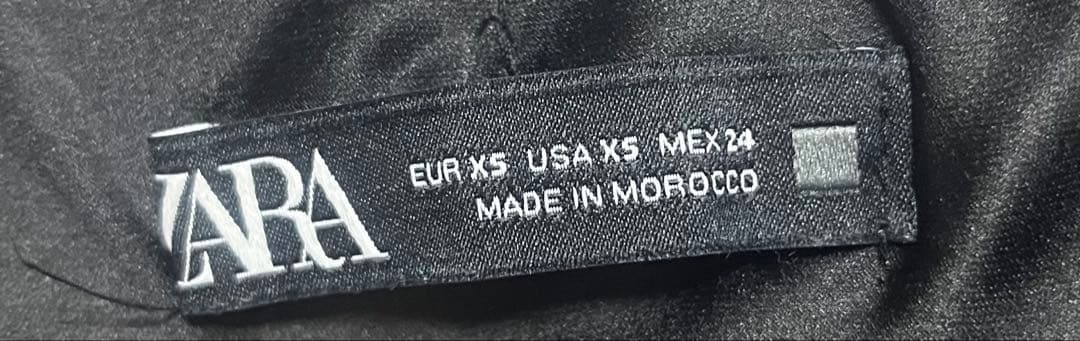 ZARA
EUR XS USA XS MEX 24
MADE IN MOROCCO